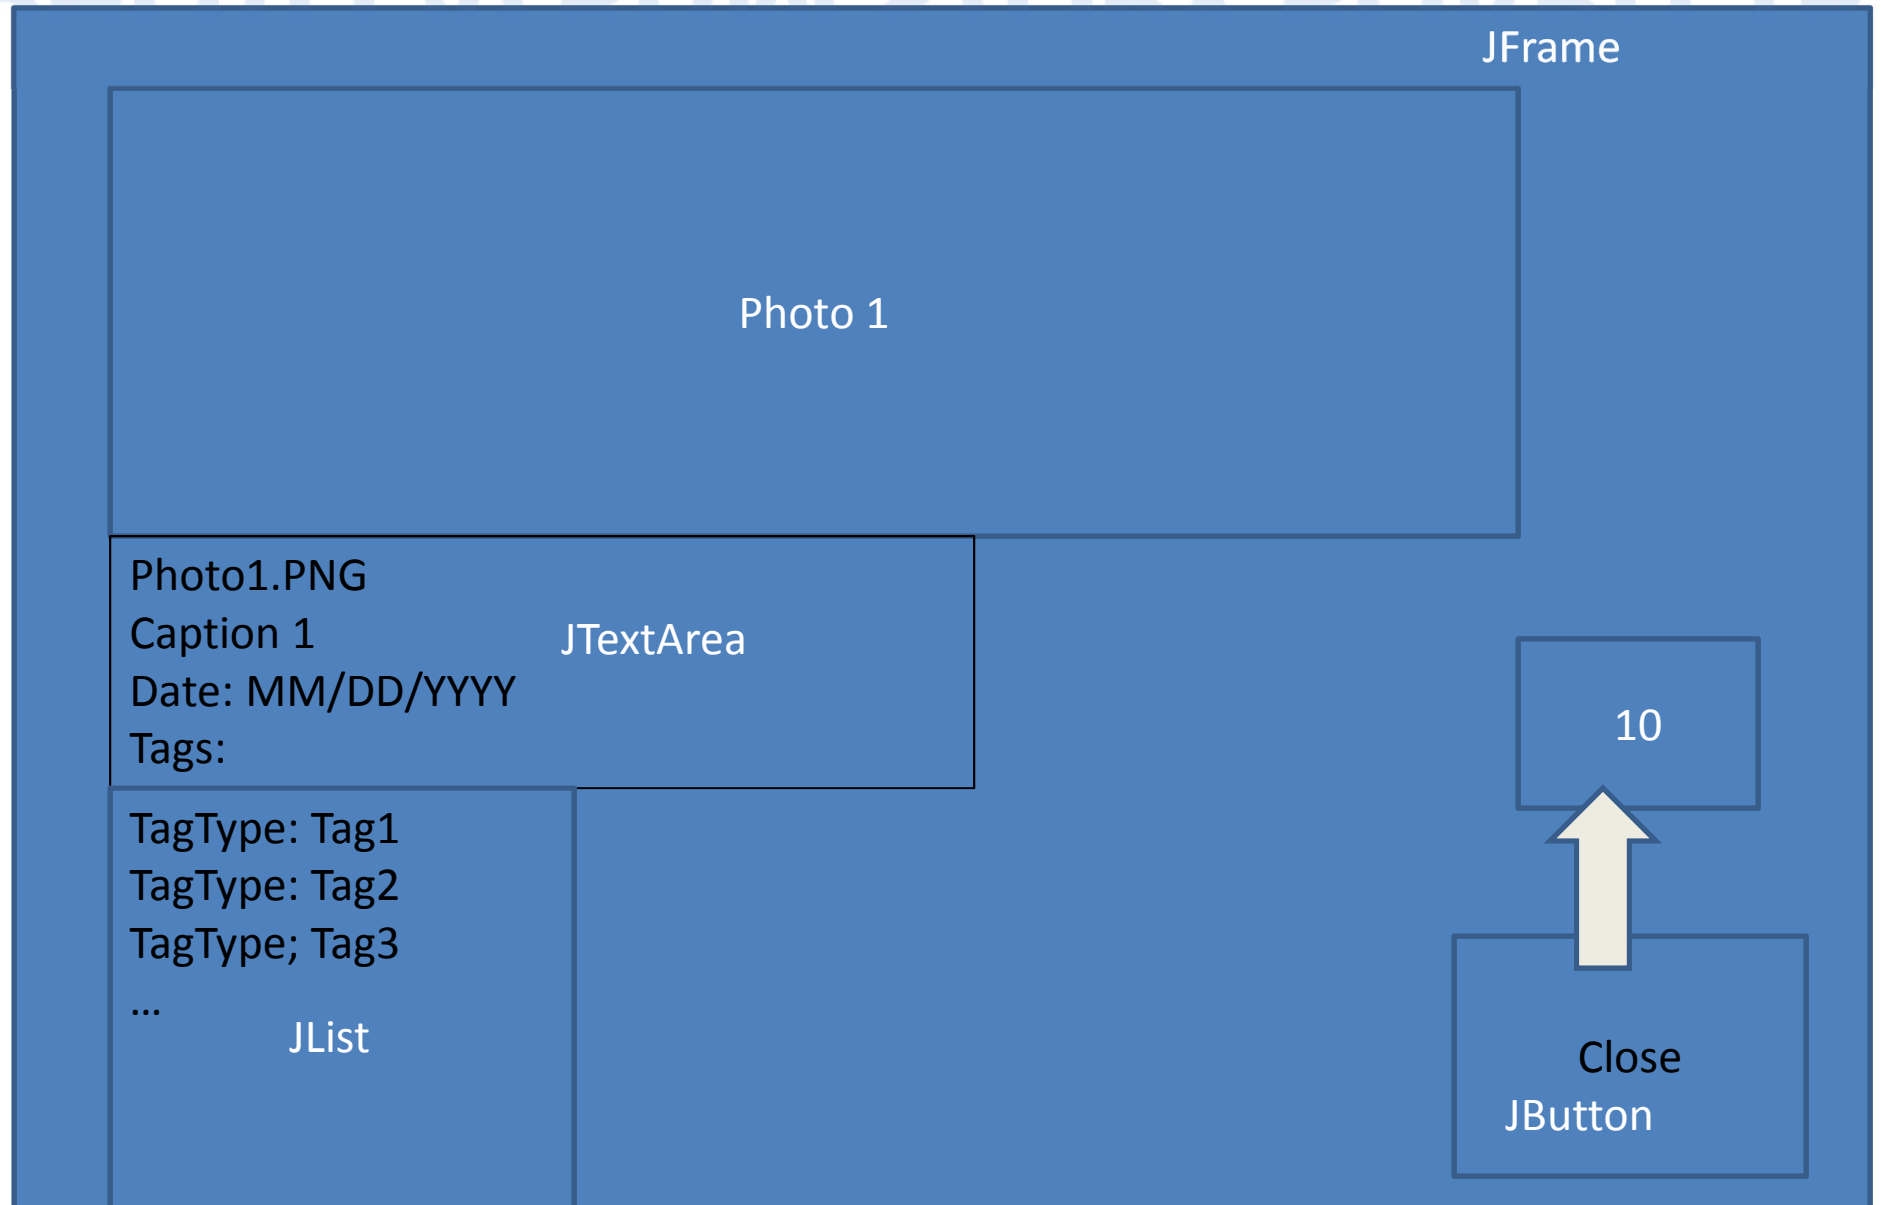 JFrame
Photo 1
Photo1.PNG
Caption 1
JTextArea
Date: MM/DD/YYYY
Tags:
10
TagType: Tag1
TagType: Tag2
TagType; Tag3
...
JList
Close
JButton